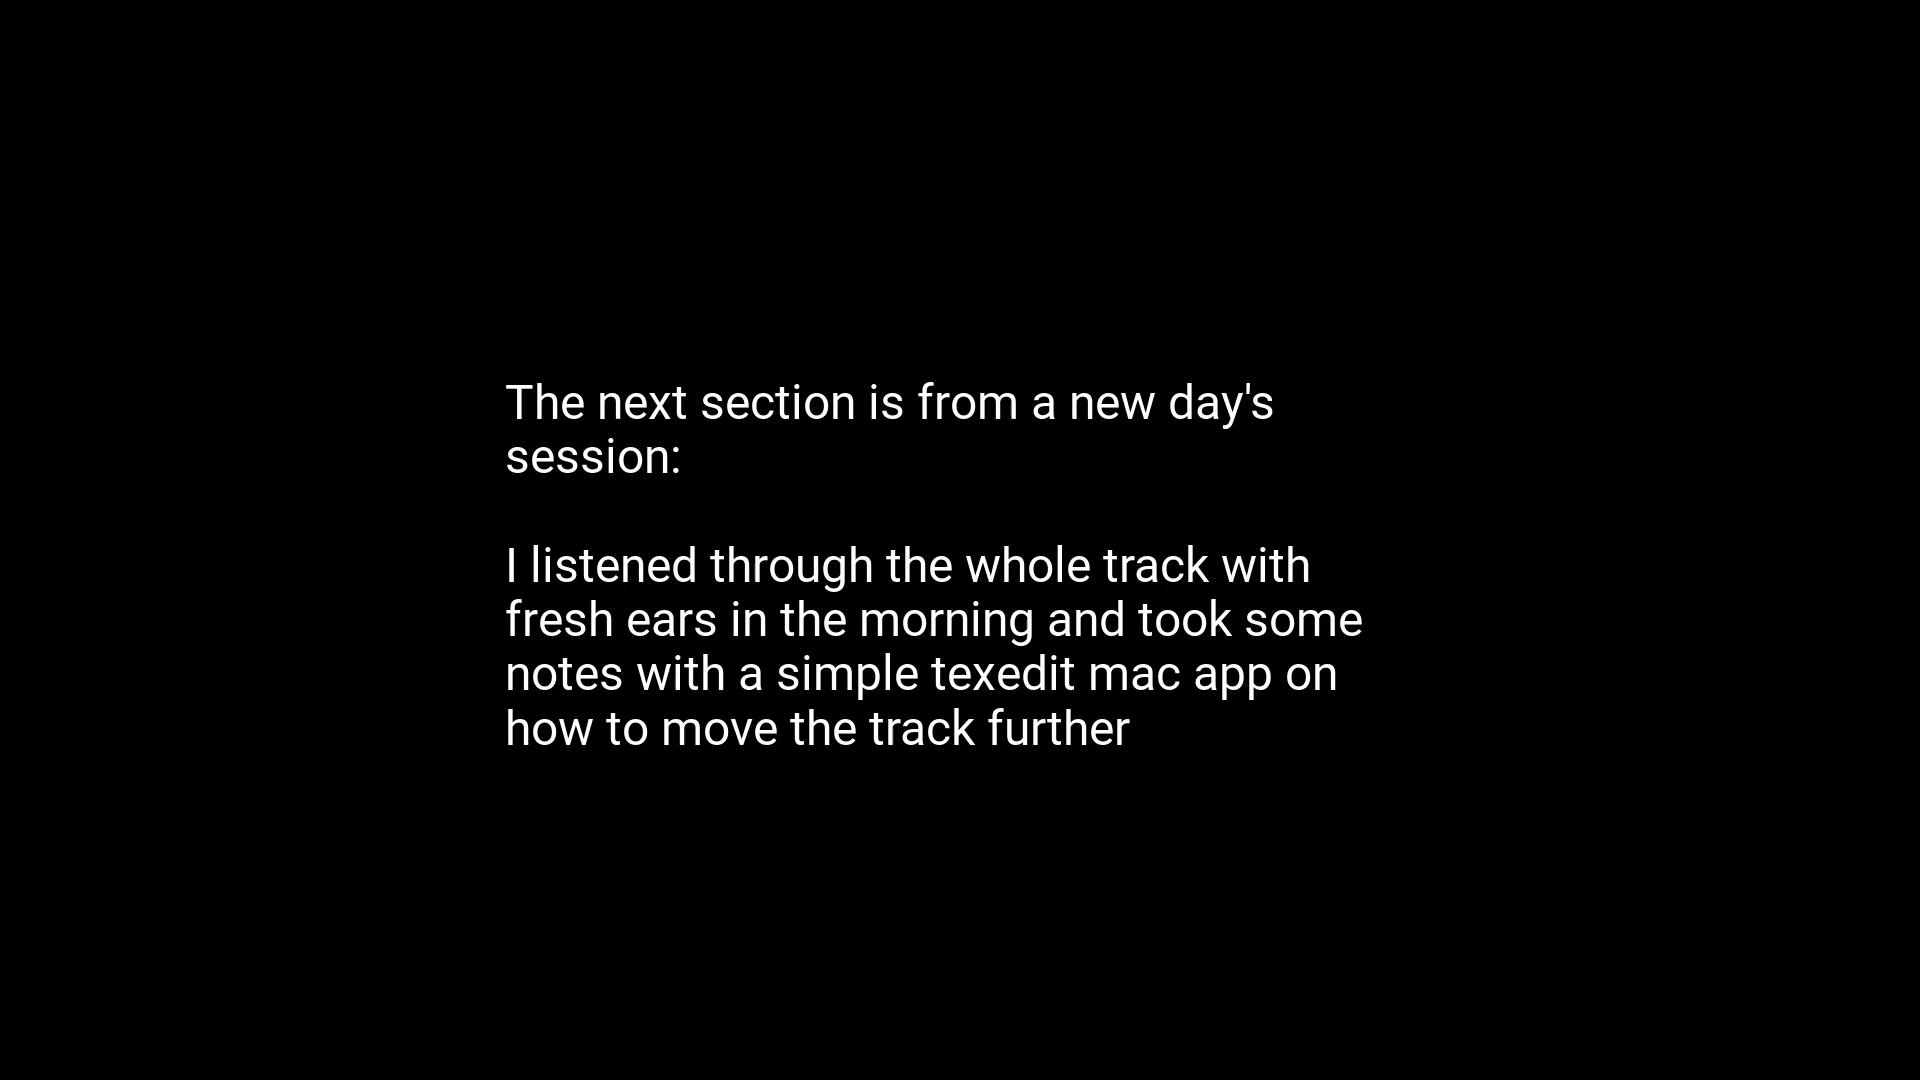 The next section is from a new day's
session:
I listened through the whole track with
fresh ears in the morning and took some
notes with a simple texedit mac app on
how to move the track further